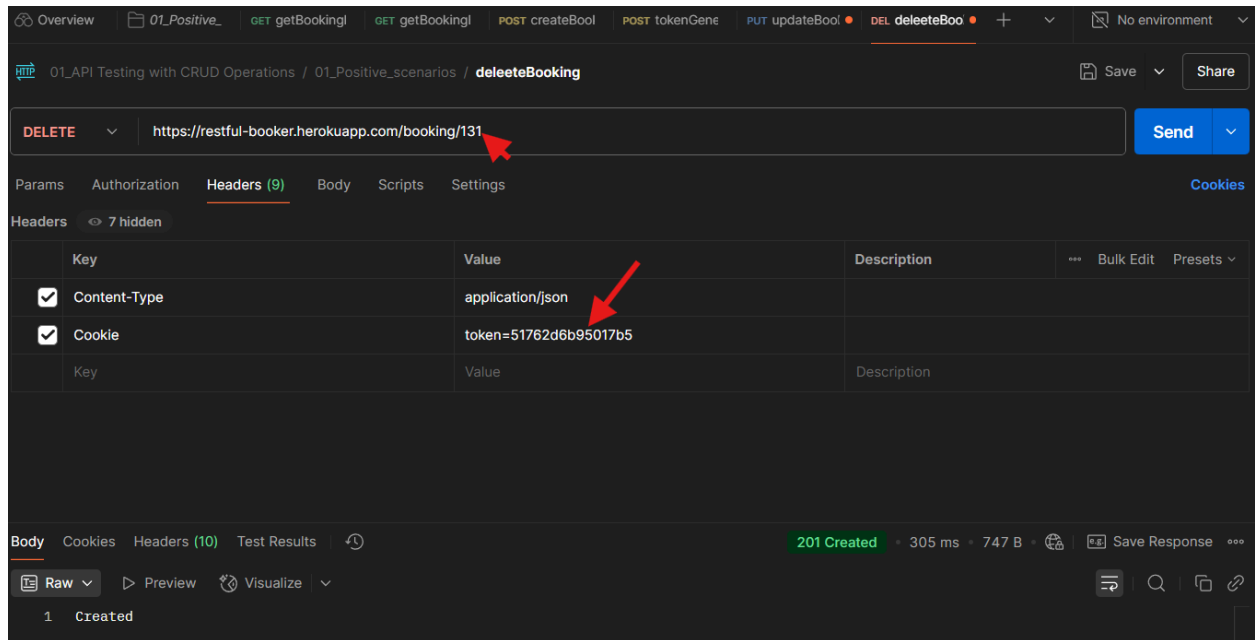 Overview 01_Positive_ GET getBookingI GET getBookingI POST createBool POST tokenGene PUT updateBool DEL deleeteBoo No environment
HTTP 01_API Testing with CRUD Operations / 01_Positive_scenarios / deleeteBooking Save Share
DELETE https://restful-booker.herokuapp.com/booking/131 Send
Params Authorization Headers (9) Body Scripts Settings Cookies
Headers 7 hidden
Key Value Description Bulk Edit Presets
Content-Type application/json
Cookie token=51762d6b95017b5
Key Value Description
Body Cookies Headers (10) Test Results 201 Created 305 ms 747 B e.g. Save Response
Raw Preview Visualize
1 Created